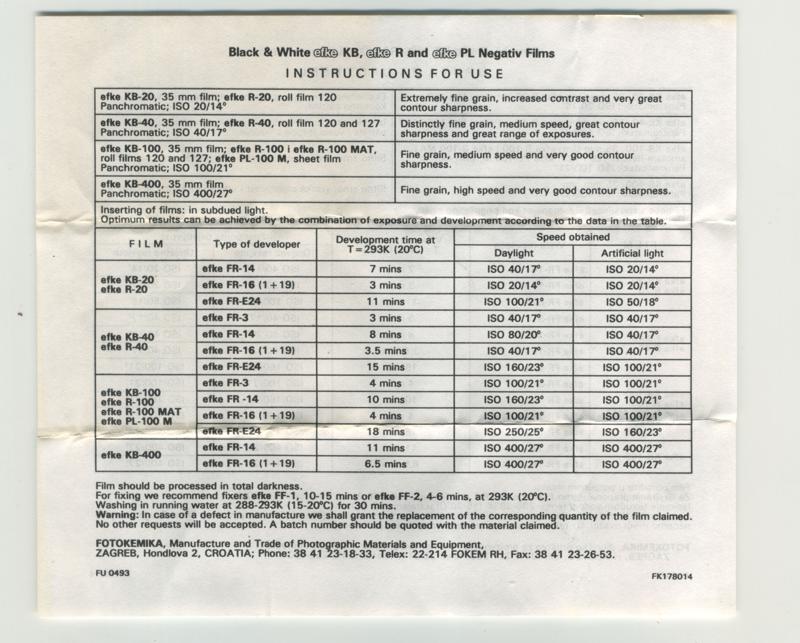 Black & White efke KB, efke R and efke PL Negativ Films
INSTRUCTIONS FOR USE
efke KB-20, 35 mm film; efke R-20, roll film 120
Panchromatic; ISO 20/14°
Extremely fine grain, increased contrast and very great
contour sharpness.
efke KB-40, 35 mm film; efke R-40, roll film 120 and 127
Panchromatic; ISO 40/17°
Distinctly fine grain, medium speed, great contour
sharpness and great range of exposures.
efke KB-100, 35 mm film; efke R-100 i efke R-100 MAT,
roll films 120 and 127; efke PL-100 M, sheet film
Panchromatic; ISO 100/21°
Fine grain, medium speed and very good contour
sharpness.
efke KB-400, 35 mm film
Panchromatic; ISO 400/27°
Fine grain, high speed and very good contour sharpness.
Inserting of films: in subdued light.
Optimum results can be achieved by the combination of exposure and development according to the data in the table.
FILM
Type of developer
Development time at
T=293K (20°C)
Speed obtained
Daylight
Artificial light
efke KB-20
efke R-20
efke FR-14 7 mins ISO 40/17° ISO 20/14°
efke FR-16 (1+19) 3 mins ISO 20/14° ISO 20/14°
efke FR-E24 11 mins ISO 100/21° ISO 50/18°
efke KB-40
efke R-40
efke FR-3 3 mins ISO 40/17° ISO 40/17°
efke FR-14 8 mins ISO 80/20° ISO 40/17°
efke FR-16 (1+19) 3.5 mins ISO 40/17° ISO 40/17°
efke FR-E24 15 mins ISO 160/23° ISO 100/21°
efke KB-100
efke R-100
efke R-100 MAT
efke PL-100 M
efke FR-3 4 mins ISO 100/21° ISO 100/21°
efke FR -14 10 mins ISO 160/23° ISO 100/21°
efke FR-16 (1+19) 4 mins ISO 100/21° ISO 100/21°
efke FR-E24 18 mins ISO 250/25° ISO 160/23°
efke KB-400
efke FR-14 11 mins ISO 400/27° ISO 400/27°
efke FR-16 (1+19) 6.5 mins ISO 400/27° ISO 400/27°
Film should be processed in total darkness.
For fixing we recommend fixers efke FF-1, 10-15 mins or efke FF-2, 4-6 mins, at 293K (20°C).
Washing in running water at 288-293K (15-20°C) for 30 mins.
Warning: In case of a defect in manufacture we shall grant the replacement of the corresponding quantity of the film claimed.
No other requests will be accepted. A batch number should be quoted with the material claimed.
FOTOKEMIKA, Manufacture and Trade of Photographic Materials and Equipment,
ZAGREB, Hondlova 2, CROATIA; Phone: 38 41 23-18-33, Telex: 22-214 FOKEM RH, Fax: 38 41 23-26-53.
FU 0493
FK178014